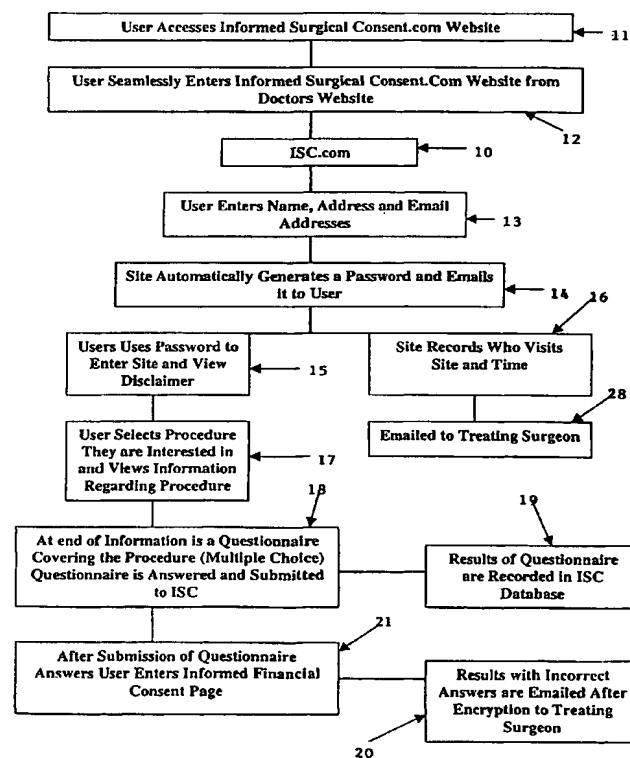 User Accesses Informed Surgical Consent.com Website
11
User Seamlessly Enters Informed Surgical Consent.Com Website from
Doctors Website
12
ISC.com
10
User Enters Name, Address and Email
Addresses
13
Site Automatically Generates a Password and Emails
it to User
14
16
Users Uses Password to
Enter Site and View
Disclaimer
15
Site Records Who Visits
Site and Time
28
Emailed to Treating Surgeon
User Selects Procedure
They are Interested in
and Views Information
Regarding Procedure
17
18
19
At end of Information is a Questionnaire
Covering the Procedure (Multiple Choice)
Questionnaire is Answered and Submitted
to ISC
Results of Questionnaire
are Recorded in ISC
Database
21
After Submission of Questionnaire
Answers User Enters Informed Financial
Consent Page
Results with Incorrect
Answers are Emailed After
Encryption to Treating
Surgeon
20